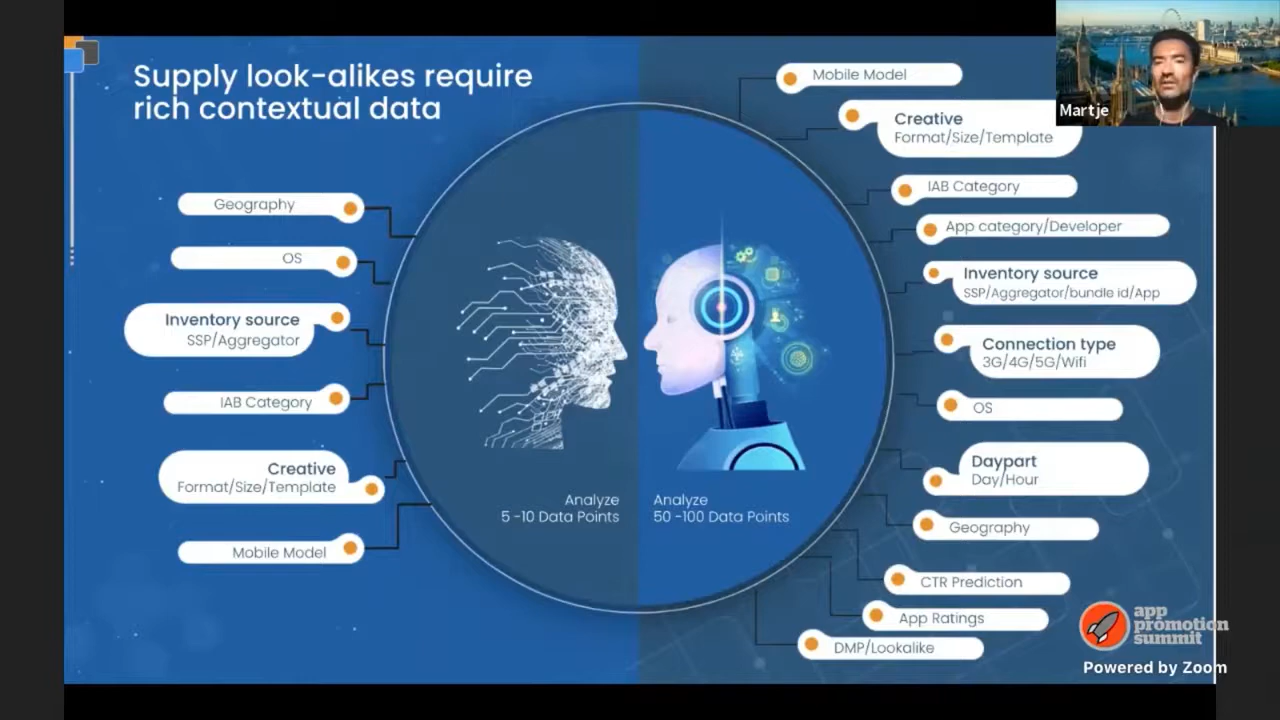 Supply look-alikes require
rich contextual data
Geography
OS
Inventory source
SSP/Aggregator
IAB Category
Creative
Format/Size/Template
Mobile Model
Analyze
5 -10 Data Points
Analyze
50 -100 Data Points
Mobile Model
Creative
Format/Size/Template
IAB Category
App category/Developer
Inventory source
SSP/Aggregator/bundle id/App
Connection type
3G/4G/5G/Wifi
OS
Daypart
Day/Hour
Geography
CTR Prediction
App Ratings
DMP/Lookalike
Martje
app
promotion
summit
Powered by Zoom